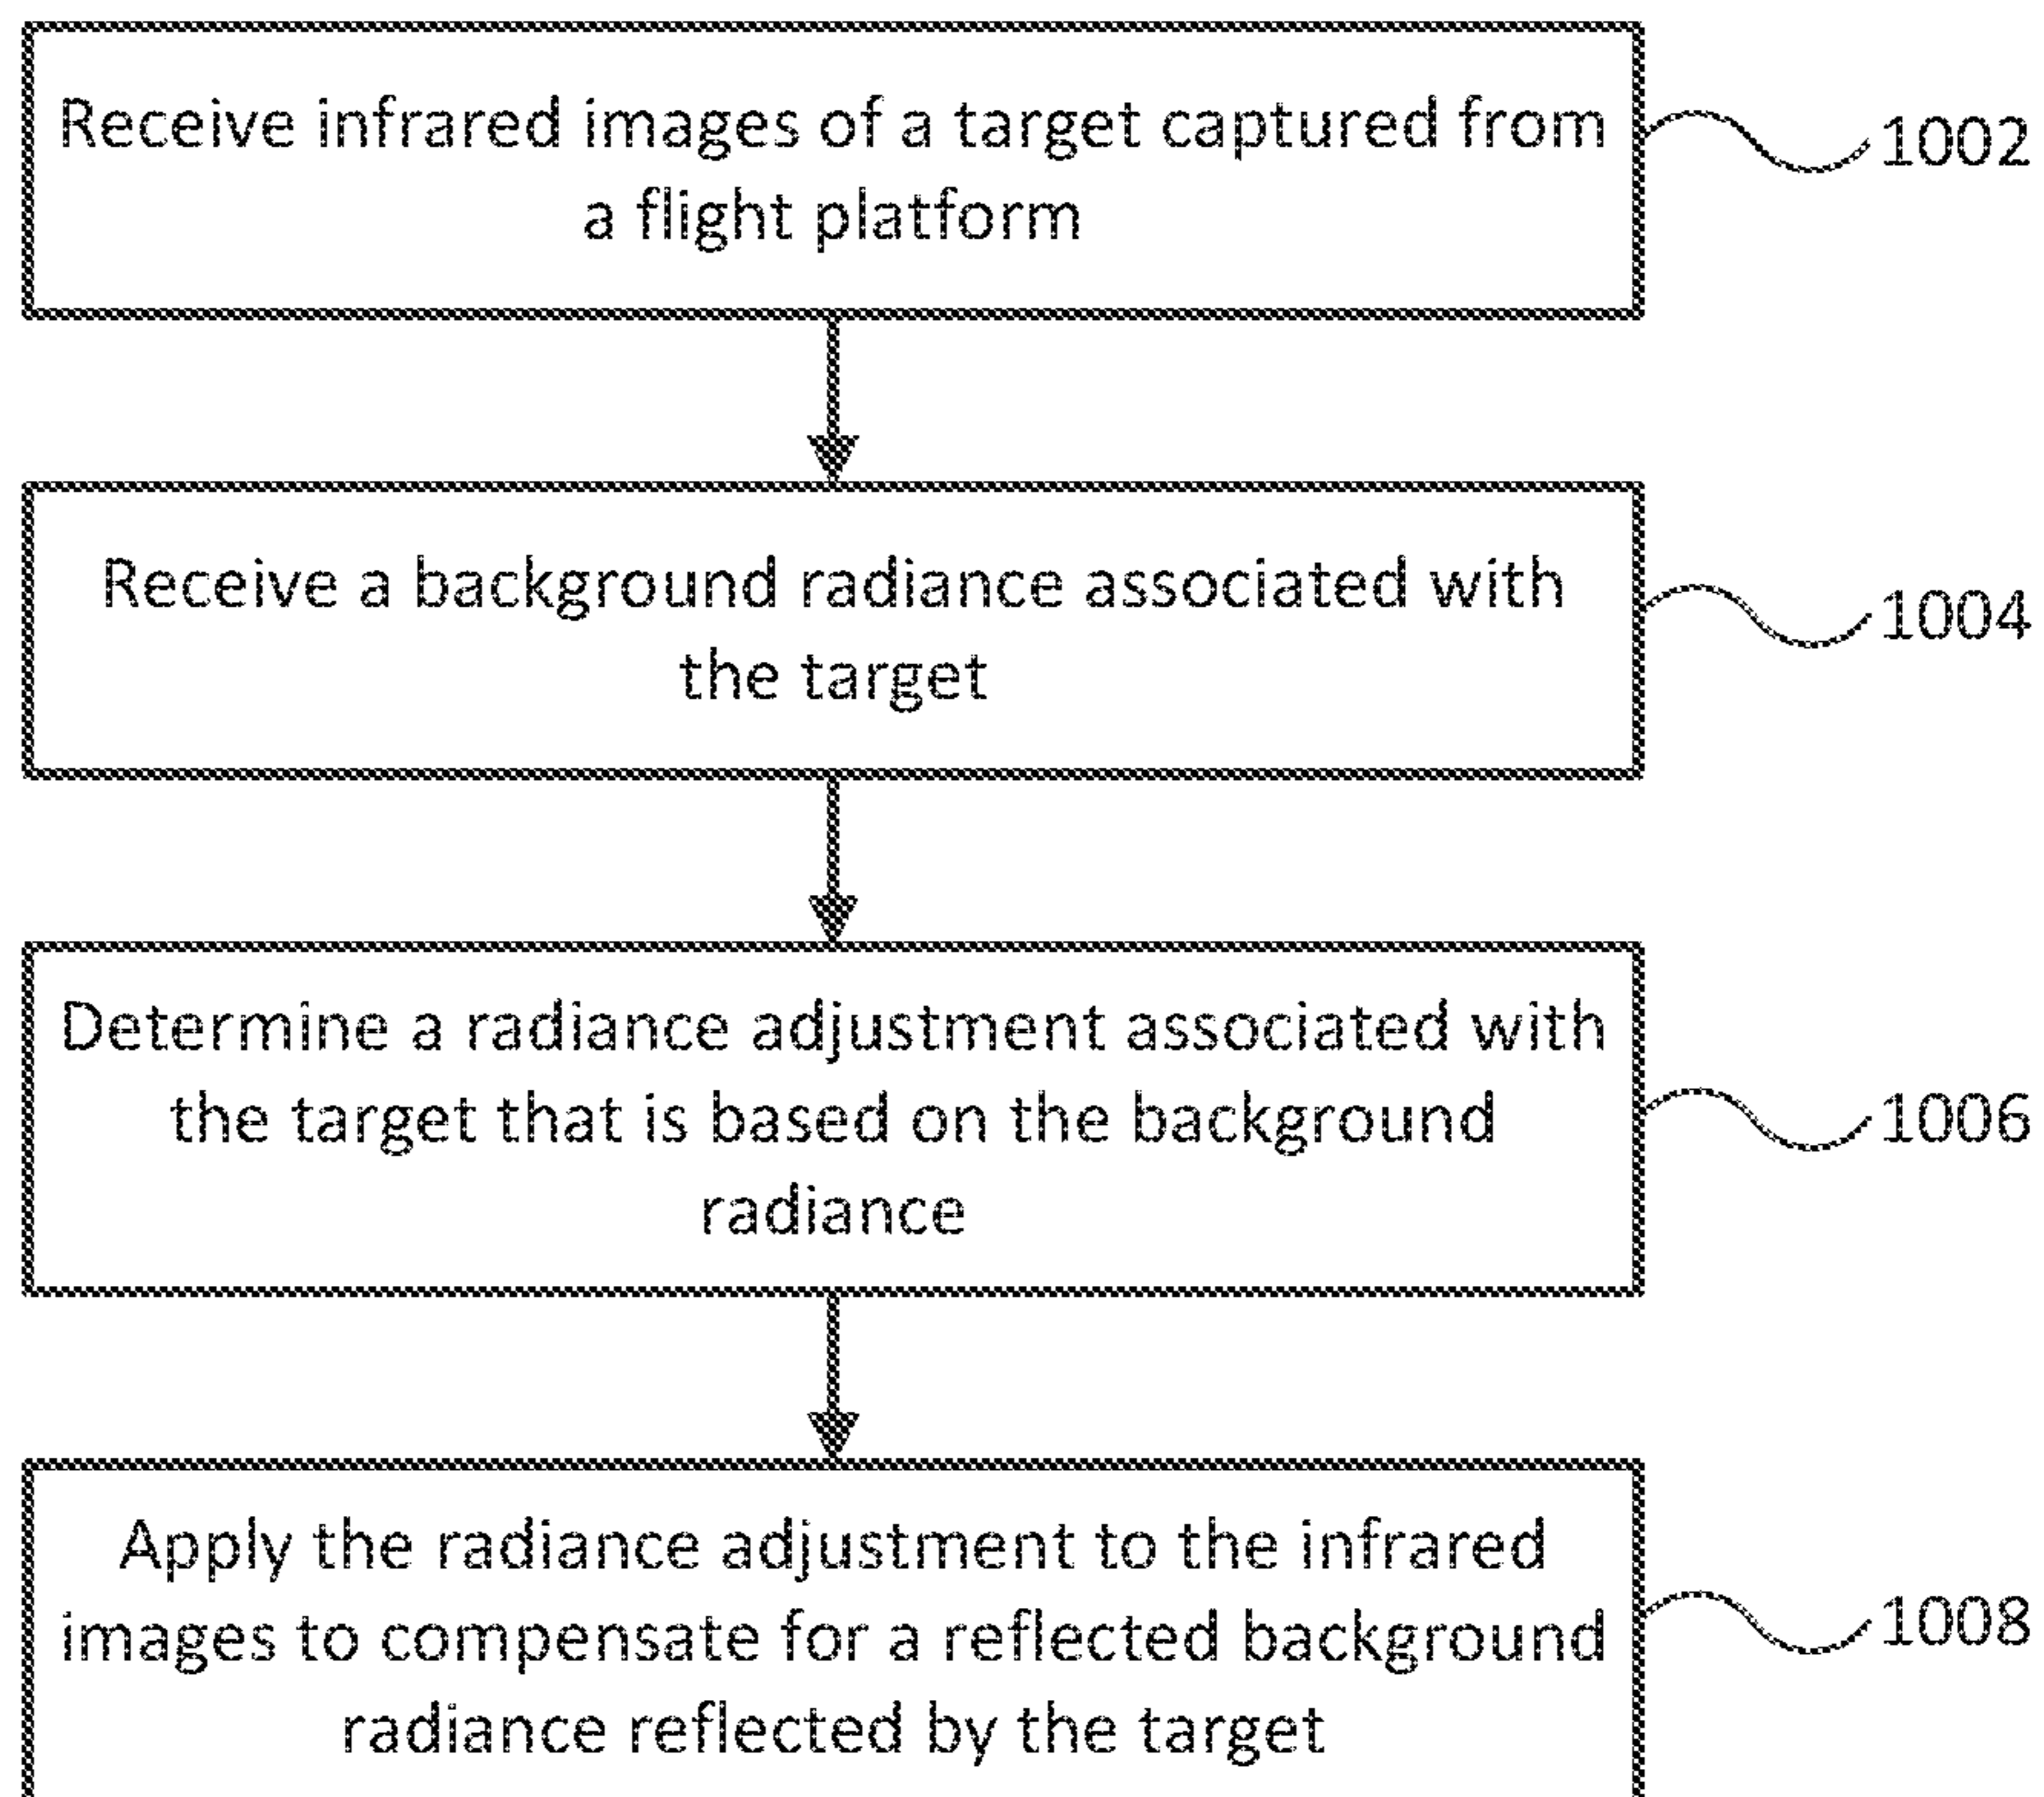 Receive infrared images of a target captured from
a flight platform
1002
Receive a background radiance associated with
the target
1004
Determine a radiance adjustment associated with
the target that is based on the background
radiance
1006
Apply the radiance adjustment to the infrared
images to compensate for a reflected background
radiance reflected by the target
1008